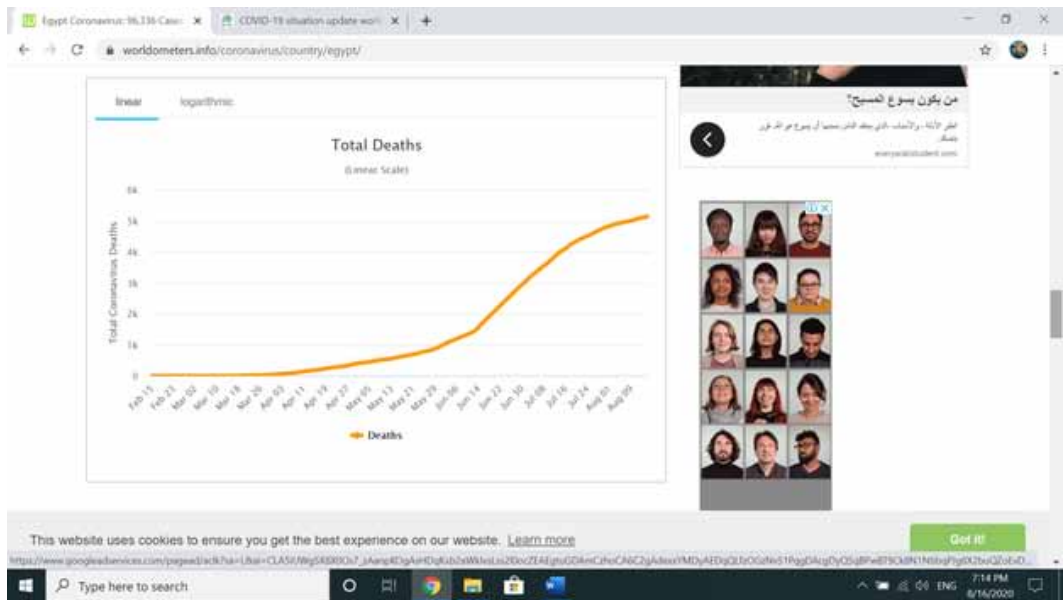 Egypt Coronavirus: 96,336 Cases
COVID-19 situation update worl
worldometers.info/coronavirus/country/egypt/
linear
logarithmic
Total Deaths
(Linear Scale)
Total Coronavirus Deaths
6k
5k
4k
3k
2k
1k
0
Feb 15
Feb 23
Mar 02
Mar 10
Mar 18
Mar 26
Apr 03
Apr 11
Apr 19
Apr 27
May 05
May 13
May 21
May 29
Jun 06
Jun 14
Jun 22
Jun 30
Jul 08
Jul 16
Jul 24
Aug 01
Aug 09
Deaths
من يكون يسوع المسيح؟
everyarabstudent.com
This website uses cookies to ensure you get the best experience on our website. Learn more
Got it!
Type here to search
ENG
7:14 PM
8/16/2020